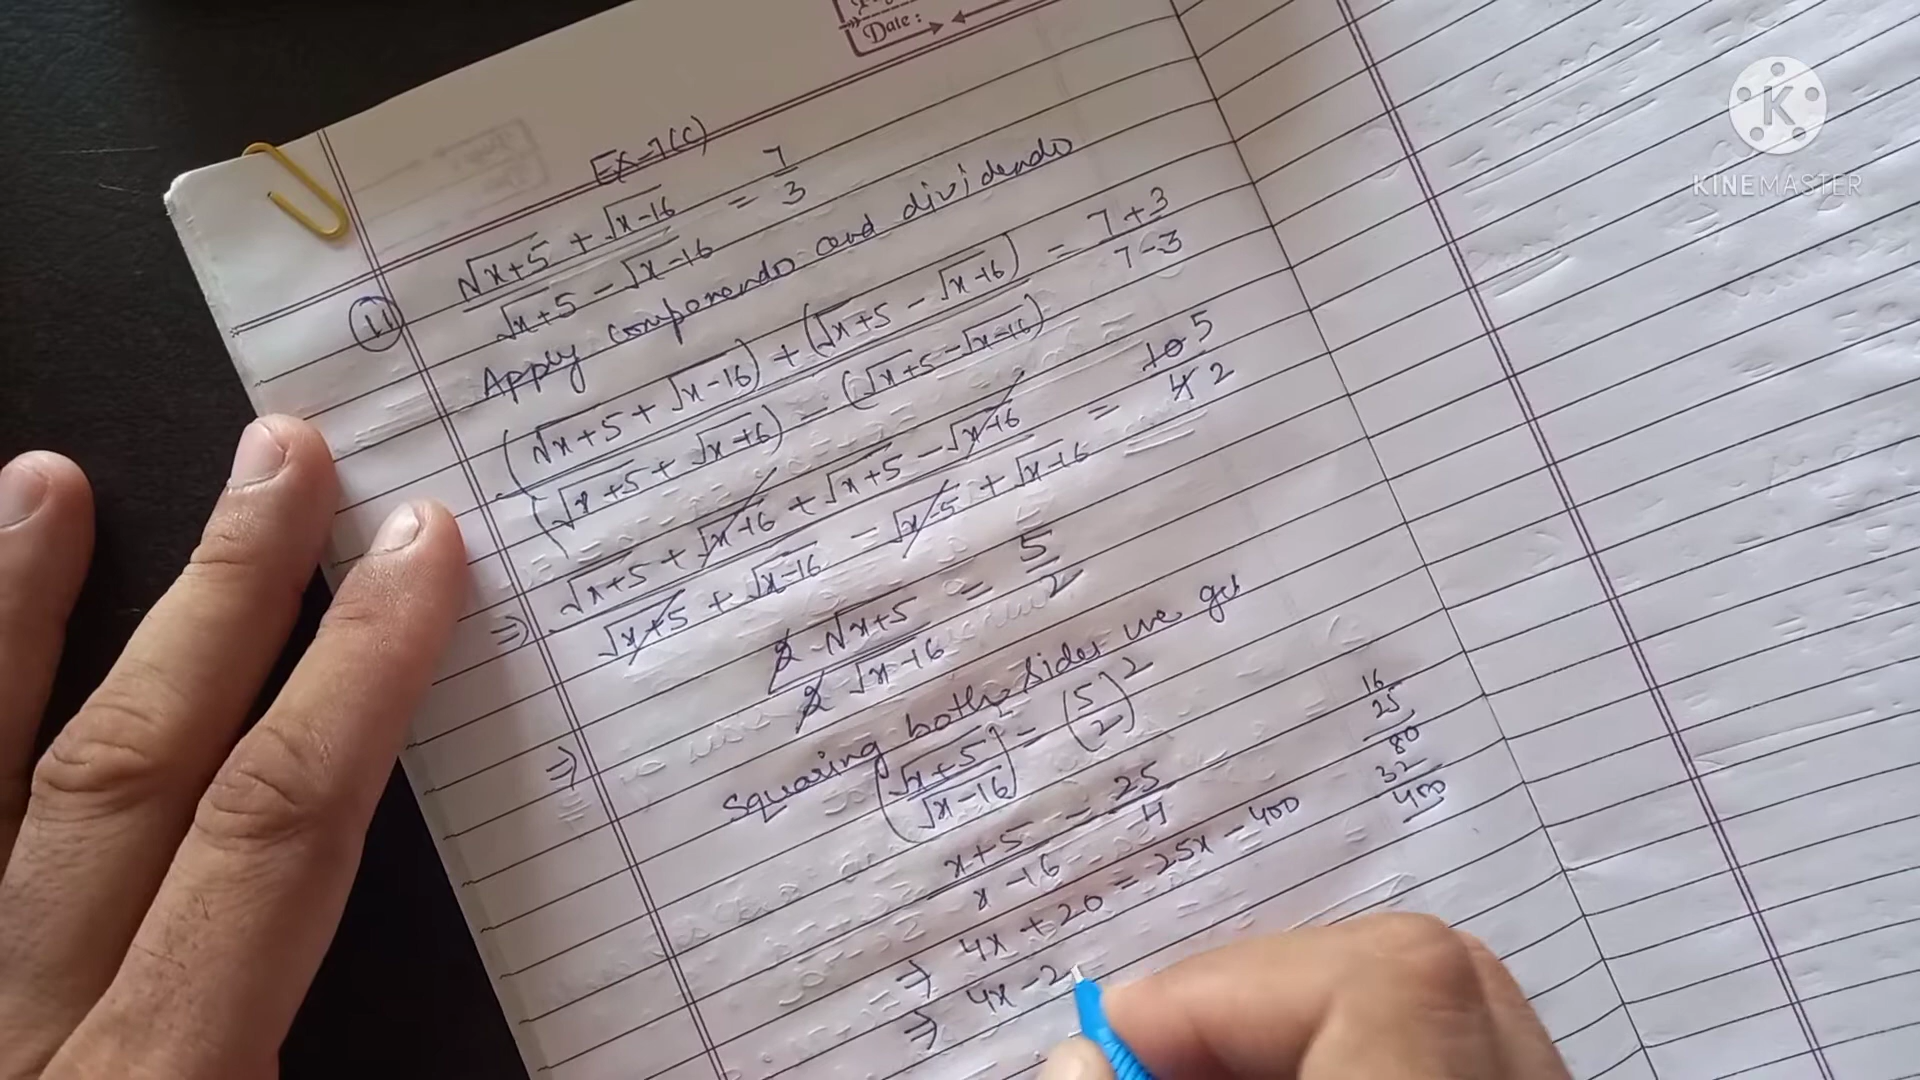 Date :
KINEMASTER
Ex-7(C)
(11) (√x+5 + √x-16) / (√x+5 - √x-16) = 7/3
Apply componendo and dividendo
((√x+5 + √x-16) + (√x+5 - √x-16)) / ((√x+5 + √x-16) - (√x+5 - √x-16)) = (7+3)/(7-3)
⇒ (√x+5 + √x-16 + √x+5 - √x-16) / (√x+5 + √x-16 - √x-5 + √x-16) = 10 5 / 4 2
⇒ 2√x+5 / 2√x-16 = 5/2
Squaring both sides we get
(√x+5 / √x-16)² = (5/2)²
(x+5)/(x-16) = 25/4
⇒ 4x + 20 = 25x - 400
⇒ 4x - 2
16
25
80
32
400